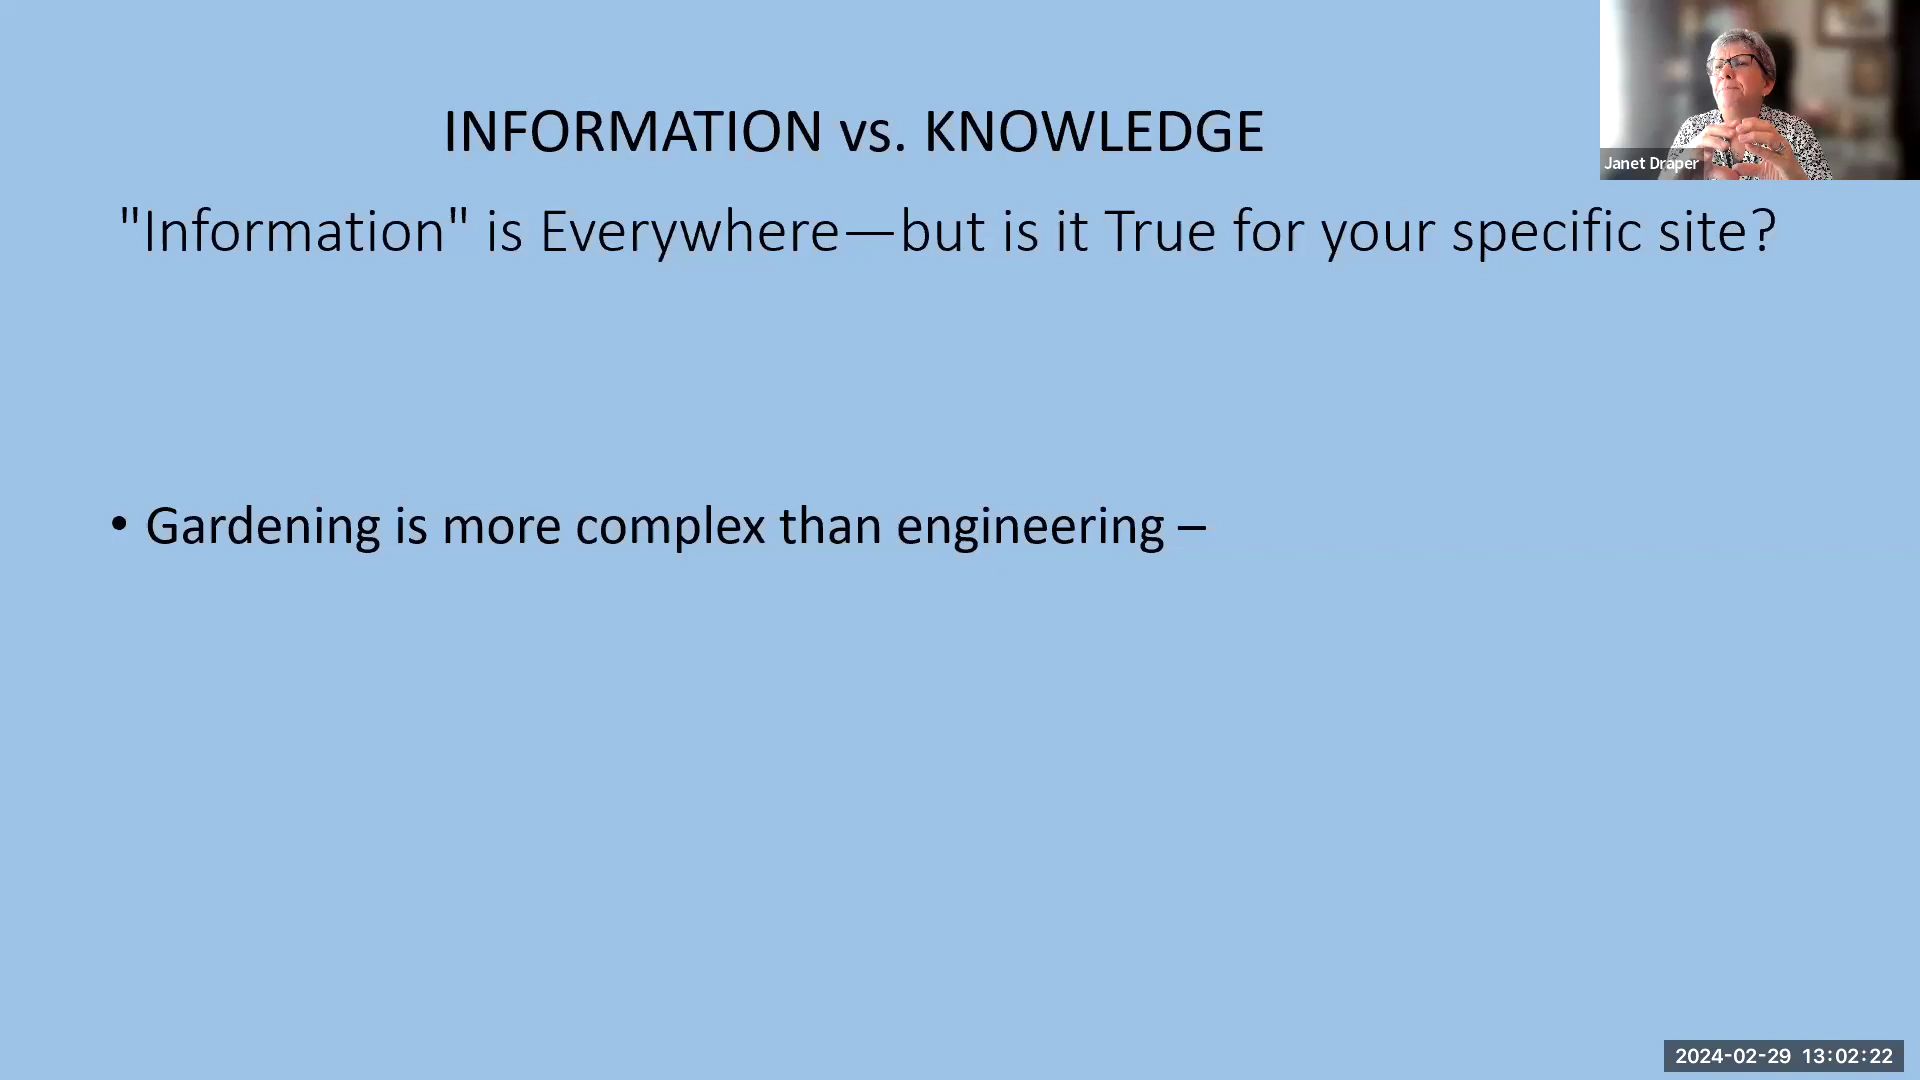 INFORMATION vs. KNOWLEDGE
"Information" is Everywhere—but is it True for your specific site?
Janet Draper
• Gardening is more complex than engineering –
2024-02-29 13:02:22